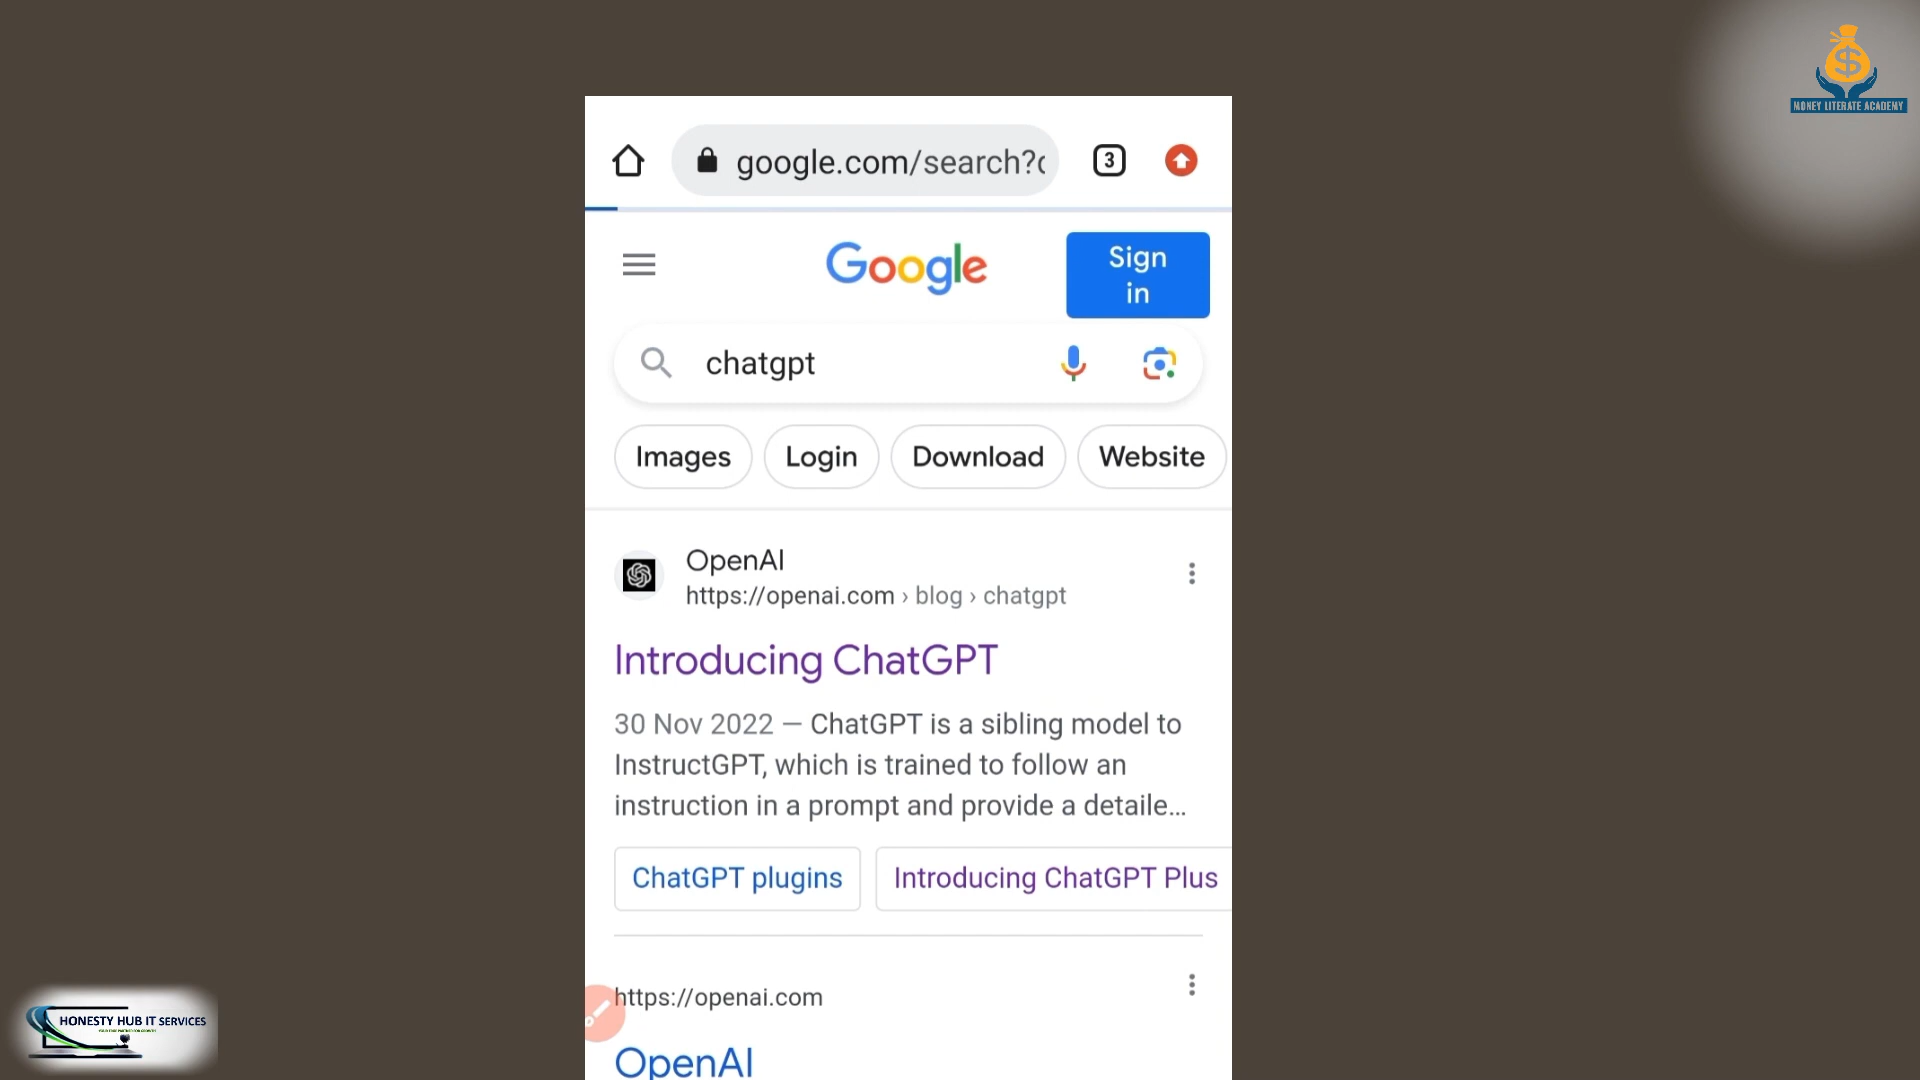 MONEY LITERATE ACADEMY
google.com/search?
3
Google
Sign
in
chatgpt
Images
Login
Download
Website
OpenAI
https://openai.com › blog › chatgpt
Introducing ChatGPT
30 Nov 2022 — ChatGPT is a sibling model to
InstructGPT, which is trained to follow an
instruction in a prompt and provide a detaile...
ChatGPT plugins
Introducing ChatGPT Plus
https://openai.com
OpenAI
HONESTY HUB IT SERVICES